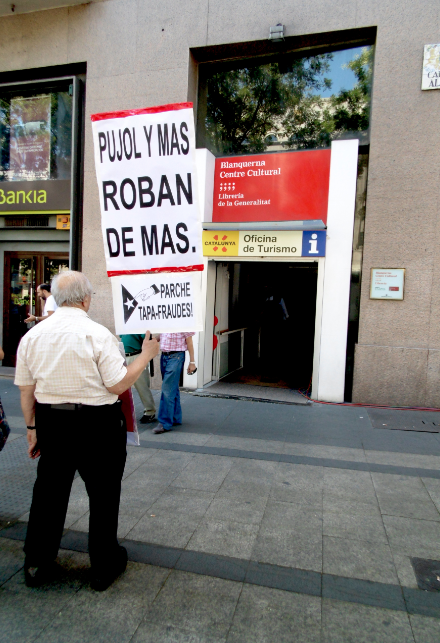 PUJOL Y MAS
ROBAN
DE MAS.
PARCHE
TAPA-FRAUDES!
Bankia
Blanquerna
Centre Cultural
Llibreria
de la Generalitat
CATALUNYA
Oficina
de Turismo
i